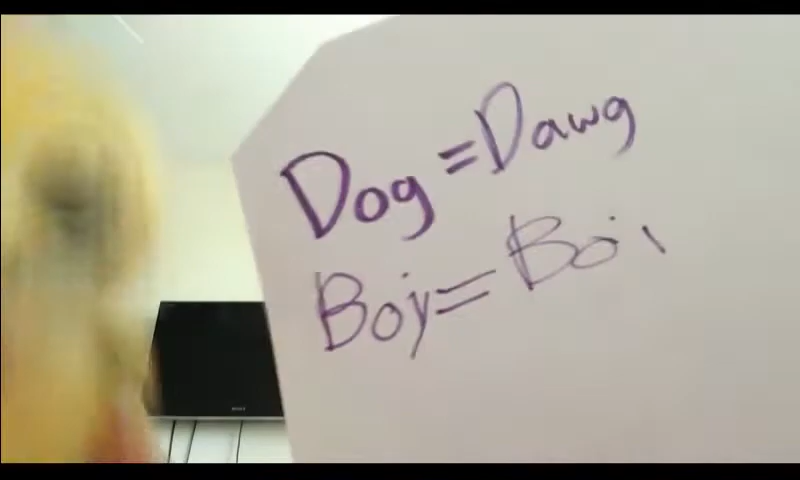 Dog = Dawg
Boy = Boi